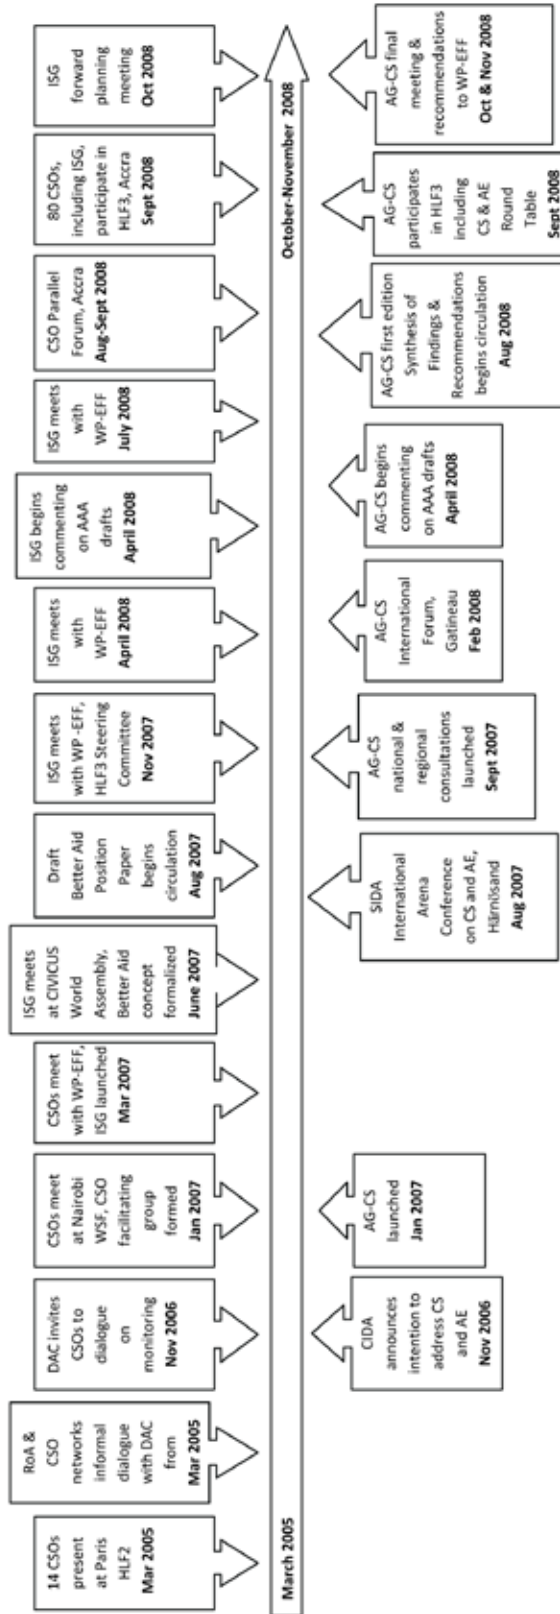 14 CSOs
present
at Paris
HLF2
Mar 2005
RoA &
CSO
networks
informal
dialogue
with DAC
from
Mar 2005
DAC invites
CSOs to
dialogue
on
monitoring
Nov 2006
CSOs meet
at Nairobi
WSF, CSO
facilitating
group
formed
Jan 2007
CSOs meet
with WP-EFF,
ISG launched
Mar 2007
ISG meets
at CIVICUS
World
Assembly,
Better Aid
concept
formalized
June 2007
Draft
Better Aid
Position
Paper
begins
circulation
Aug 2007
ISG meets
with WP -EFF,
HLF3 Steering
Committee
Nov 2007
ISG meets
with
WP-EFF
April 2008
ISG begins
commenting
on AAA
drafts
April 2008
ISG meets
with
WP-EFF
July 2008
CSO Parallel
Forum, Accra
Aug-Sept 2008
80 CSOs,
including ISG,
participate in
HLF3, Accra
Sept 2008
ISG
forward
planning
meeting
Oct 2008
March 2005
October-November 2008
CIDA
announces
intention to
address CS
and AE
Nov 2006
AG-CS
launched
Jan 2007
SIDA
International
Arena
Conference
on CS and AE,
Härnösand
Aug 2007
AG-CS
national &
regional
consultations
launched
Sept 2007
AG-CS
International
Forum,
Gatineau
Feb 2008
AG-CS begins
commenting
on AAA drafts
April 2008
AG-CS first edition
Synthesis of
Findings &
Recommendations
begins circulation
Aug 2008
AG-CS
participates
in HLF3
including
CS & AE
Round
Table
Sept 2008
AG-CS final
meeting &
recommendations
to WP-EFF
Oct & Nov 2008